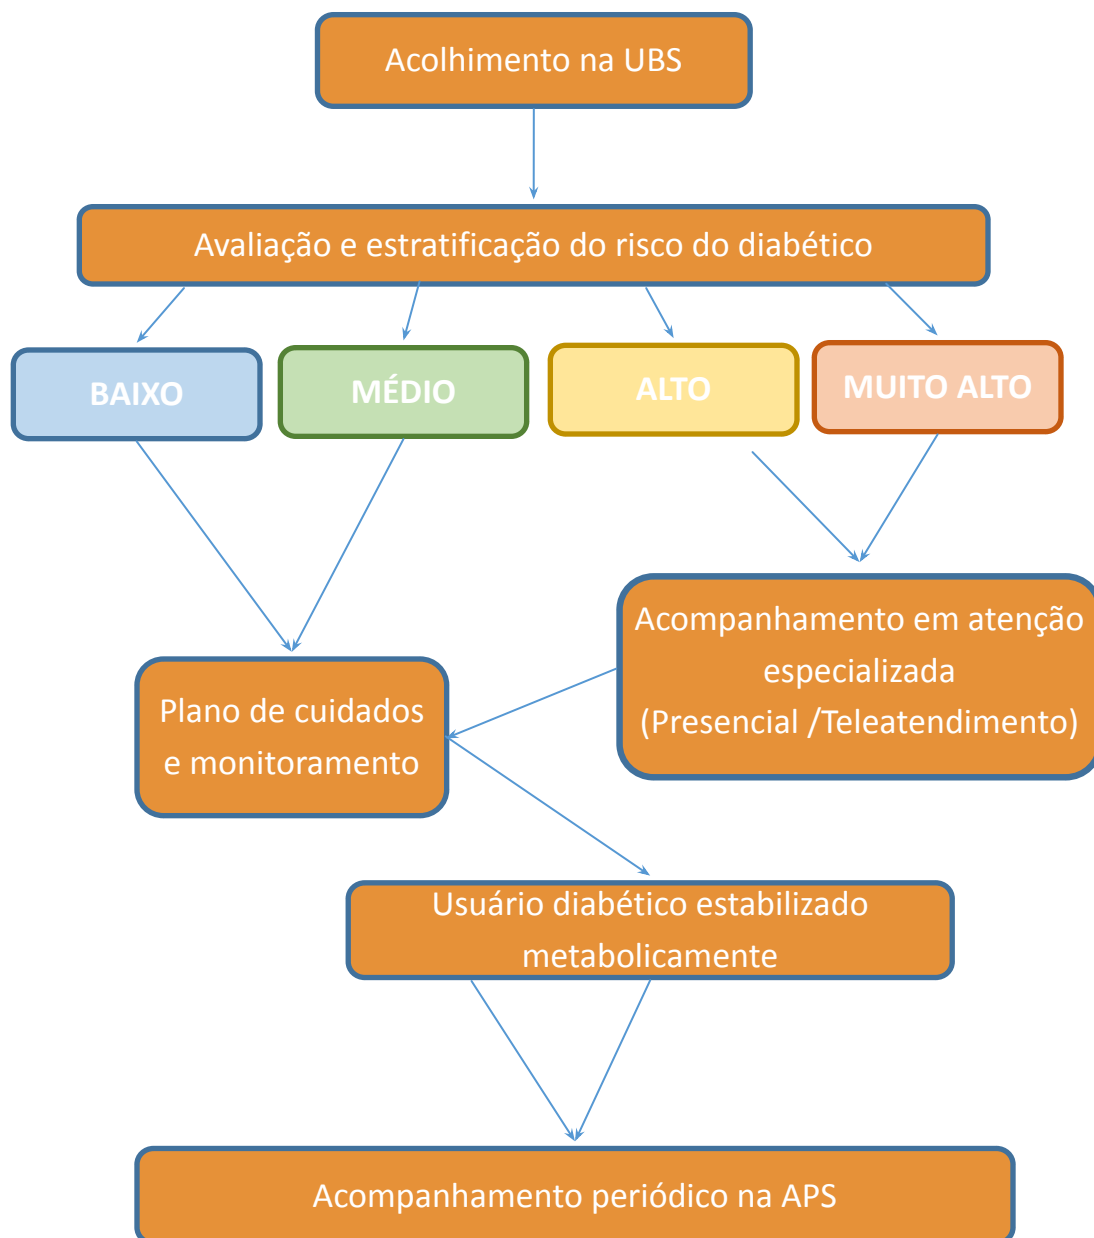 Acolhimento na UBS
Avaliação e estratificação do risco do diabético
BAIXO
MÉDIO
ALTO
MUITO ALTO
Acompanhamento em atenção
especializada
(Presencial /Teleatendimento)
Plano de cuidados
e monitoramento
Usuário diabético estabilizado
metabolicamente
Acompanhamento periódico na APS